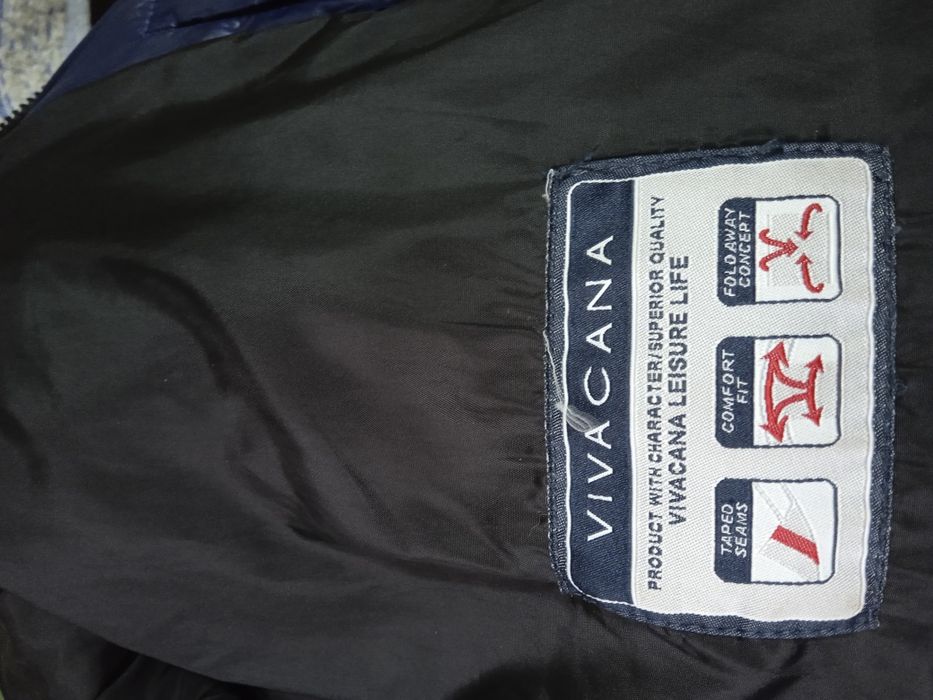 VIVACANA
PRODUCT WITH CHARACTER/SUPERIOR QUALITY
VIVACANA LEISURE LIFE
TAPED
SEAMS
COMFORT
FIT
FOLDAWAY
CONCEPT